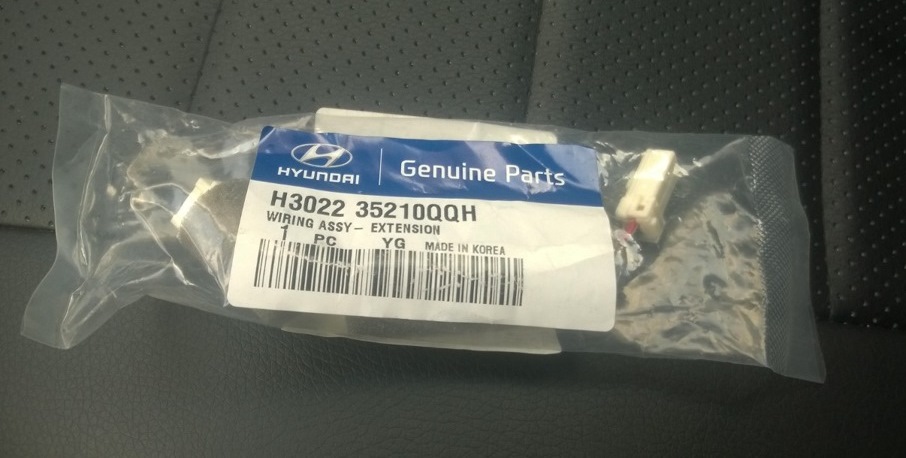 HYUNDAI
Genuine Parts
H3022 35210QQH
WIRING ASSY- EXTENSION
1 PC YG MADE IN KOREA